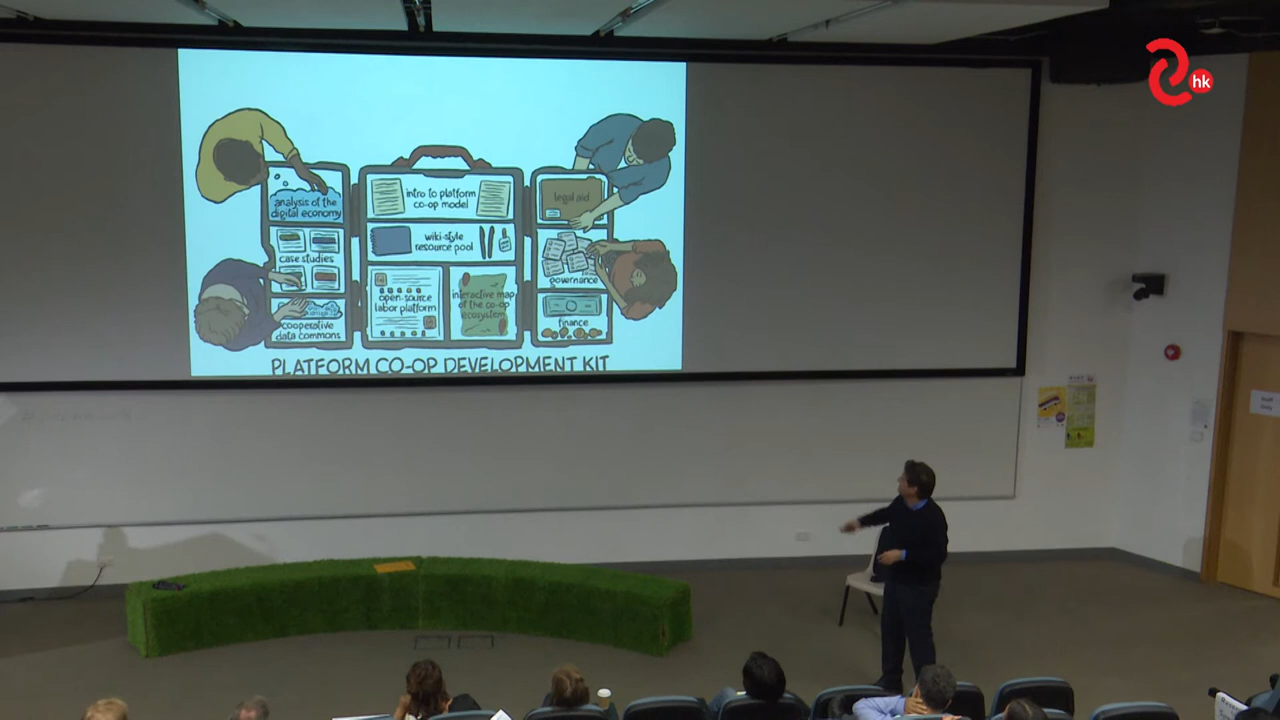 hk
analysis of the
digital economy
case studies
cooperative
data commons
intro to platform
co-op model
wiki-style
resource pool
open-source
labor platform
interactive map
of the co-op
ecosystem
legal aid
governance
finance
PLATFORM CO-OP DEVELOPMENT KIT
Staff
Only